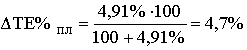 ΔTE% ПЛ = 4,91% ·100 / 100 + 4,91% = 4,7%